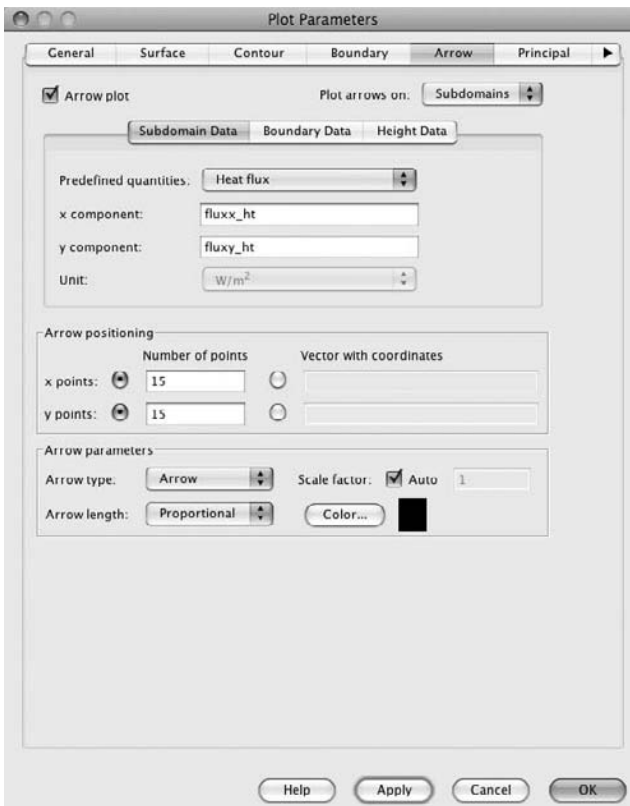 Plot Parameters
General Surface Contour Boundary Arrow Principal
Arrow plot Plot arrows on: Subdomains
Subdomain Data Boundary Data Height Data
Predefined quantities: Heat flux
x component: fluxx_ht
y component: fluxy_ht
Unit: W/m²
Arrow positioning
Number of points Vector with coordinates
x points: 15
y points: 15
Arrow parameters
Arrow type: Arrow Scale factor: Auto 1
Arrow length: Proportional Color...
Help Apply Cancel OK